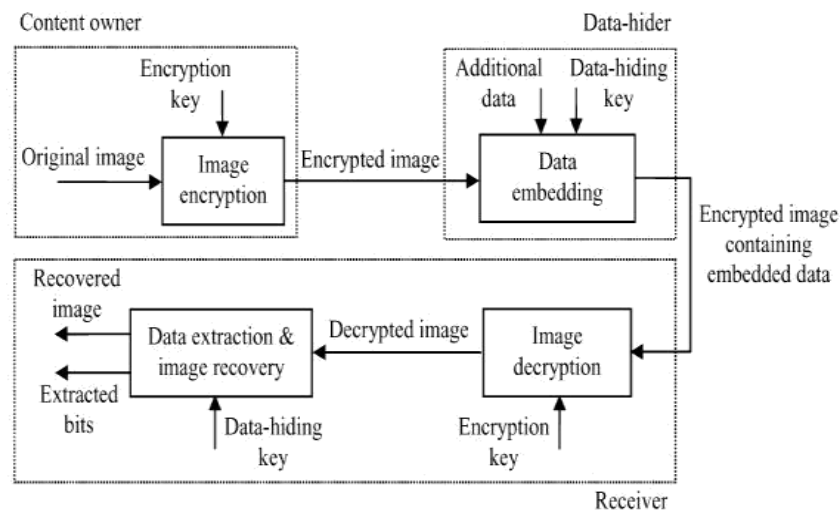 Content owner
Data-hider
Encryption
key
Additional
data
Data-hiding
key
Original image
Image
encryption
Encrypted image
Data
embedding
Encrypted image
containing
embedded data
Recovered
image
Data extraction &
image recovery
Decrypted image
Image
decryption
Extracted
bits
Data-hiding
key
Encryption
key
Receiver